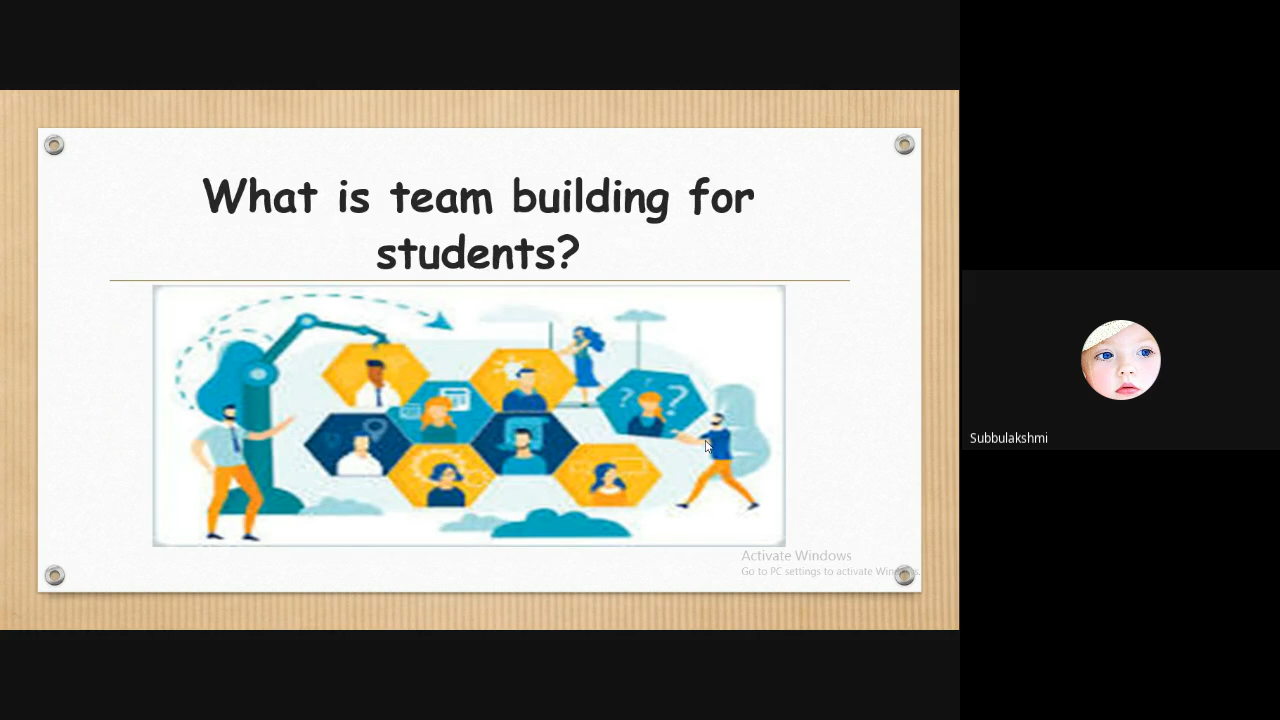 What is team building for
students?
? ?
Activate Windows
Go to PC settings to activate Windows.
Subbulakshmi